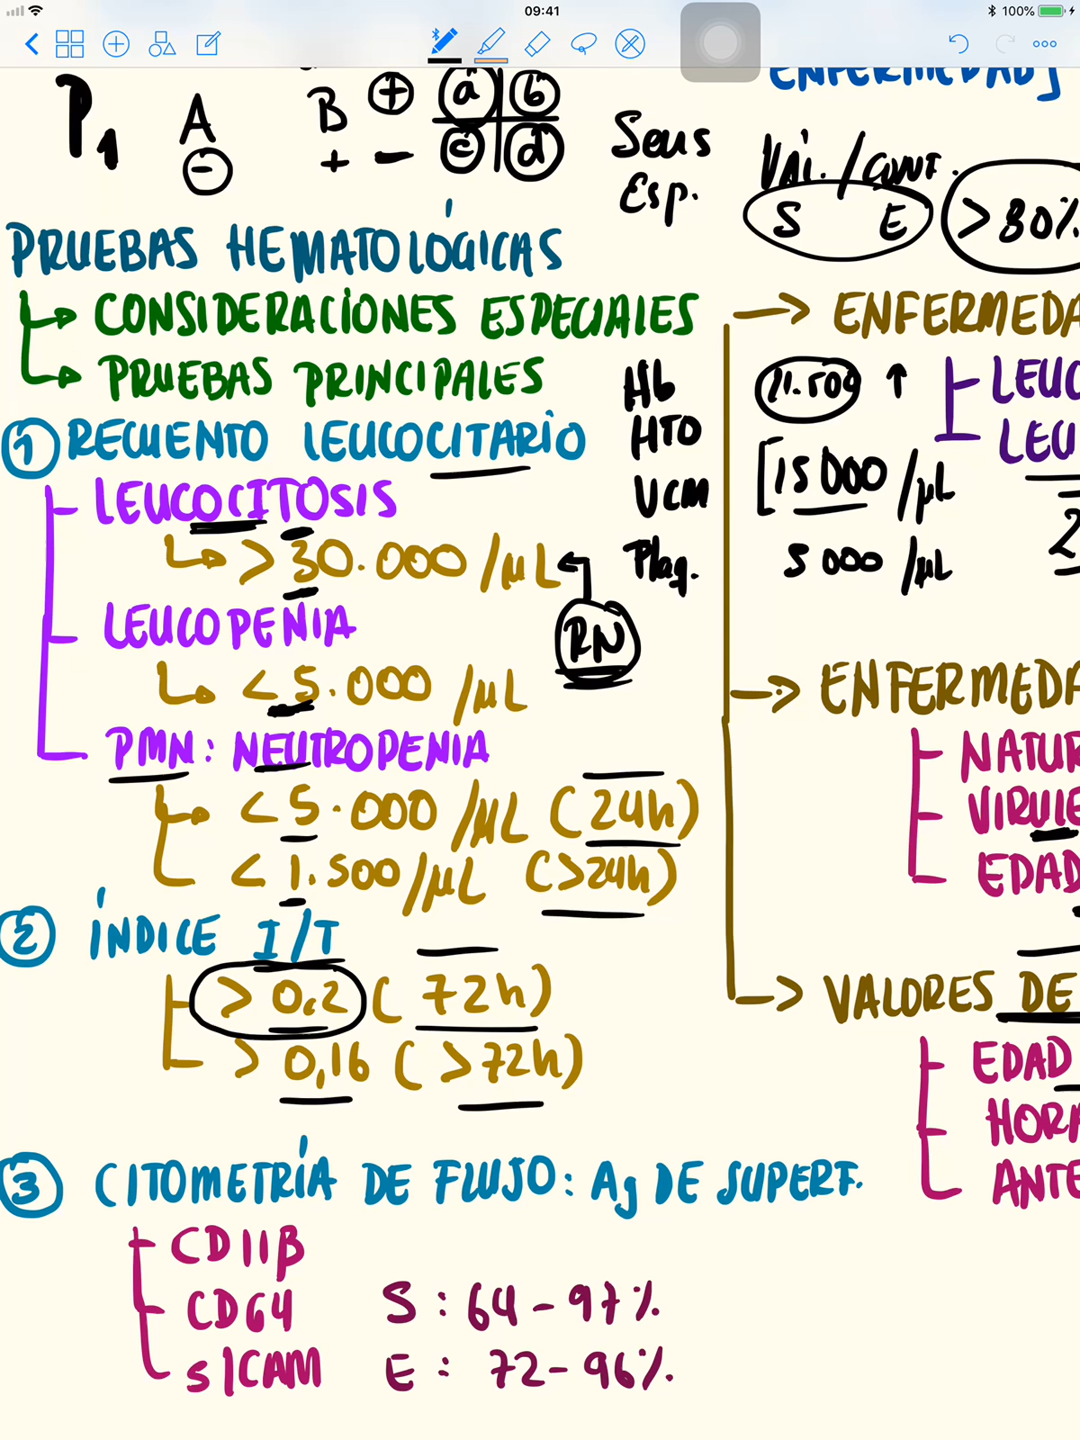 09:41
100%
ENFERMEDAD]
P1 A B + a b
- + - c d
Sens
Esp.
Val./CONF.
S E > 80%
PRUEBAS HEMATOLÓGICAS
CONSIDERACIONES ESPECIALES
PRUEBAS PRINCIPALES
1 RECUENTO LEUCOCITARIO
LEUCOCITOSIS
> 30.000 /μL
RN
LEUCOPENIA
< 5.000 /μL
PMN: NEUTROPENIA
< 5.000 /μL (24h)
< 1.500/μL (>24h)
2 ÍNDICE I/T
> 0,2 (72h)
> 0,16 (>72h)
3 CITOMETRÍA DE FLUJO: Ag DE SUPERF.
CD11β
CD64 S: 64-97%
sICAM E: 72-96%
Hb
HTO
VCM
Plaq.
ENFERMEDA
↑
LEUC
LEU
[15 000 /μL
5 000 /μL
2
ENFERMEDA
NATUR
VIRULE
EDAD
VALORES DE
EDAD
HORA
ANTE